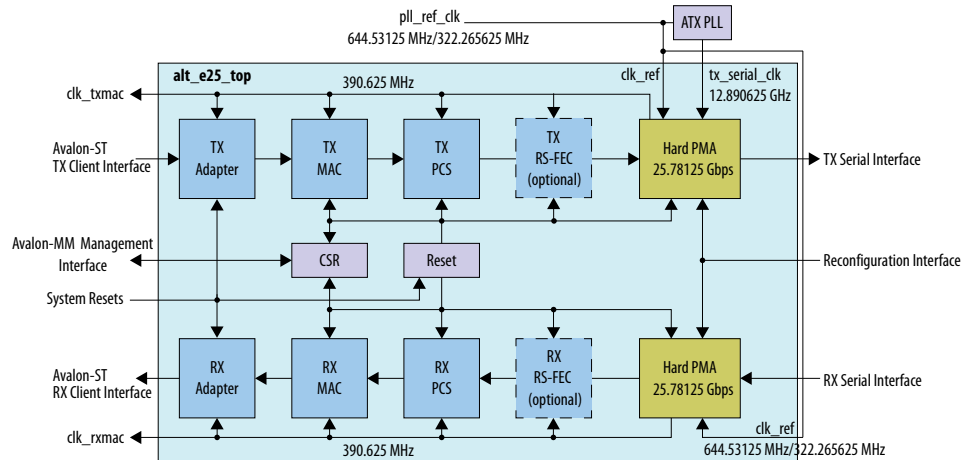 pll_ref_clk
644.53125 MHz/322.265625 MHz
ATX PLL
alt_e25_top
390.625 MHz
clk_ref
tx_serial_clk
12.890625 GHz
clk_txmac
Avalon-ST
TX Client Interface
TX
Adapter
TX
MAC
TX
PCS
TX
RS-FEC
(optional)
Hard PMA
25.78125 Gbps
TX Serial Interface
Avalon-MM Management
Interface
CSR
Reset
Reconfiguration Interface
System Resets
Avalon-ST
RX Client Interface
RX
Adapter
RX
MAC
RX
PCS
RX
RS-FEC
(optional)
Hard PMA
25.78125 Gbps
RX Serial Interface
clk_rxmac
390.625 MHz
clk_ref
644.53125 MHz/322.265625 MHz